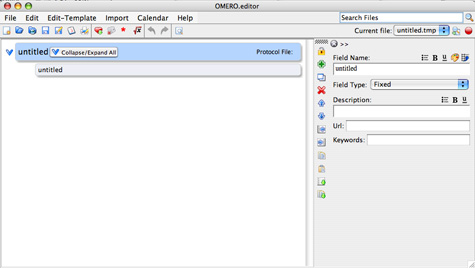 OMERO.editor
File Edit Edit-Template Import Calendar Help Search Files
Current file: untitled.tmp
untitled Collapse/Expand All Protocol File:
untitled
>>
Field Name: B U
untitled
Field Type: Fixed
Description: B U
Url:
Keywords: